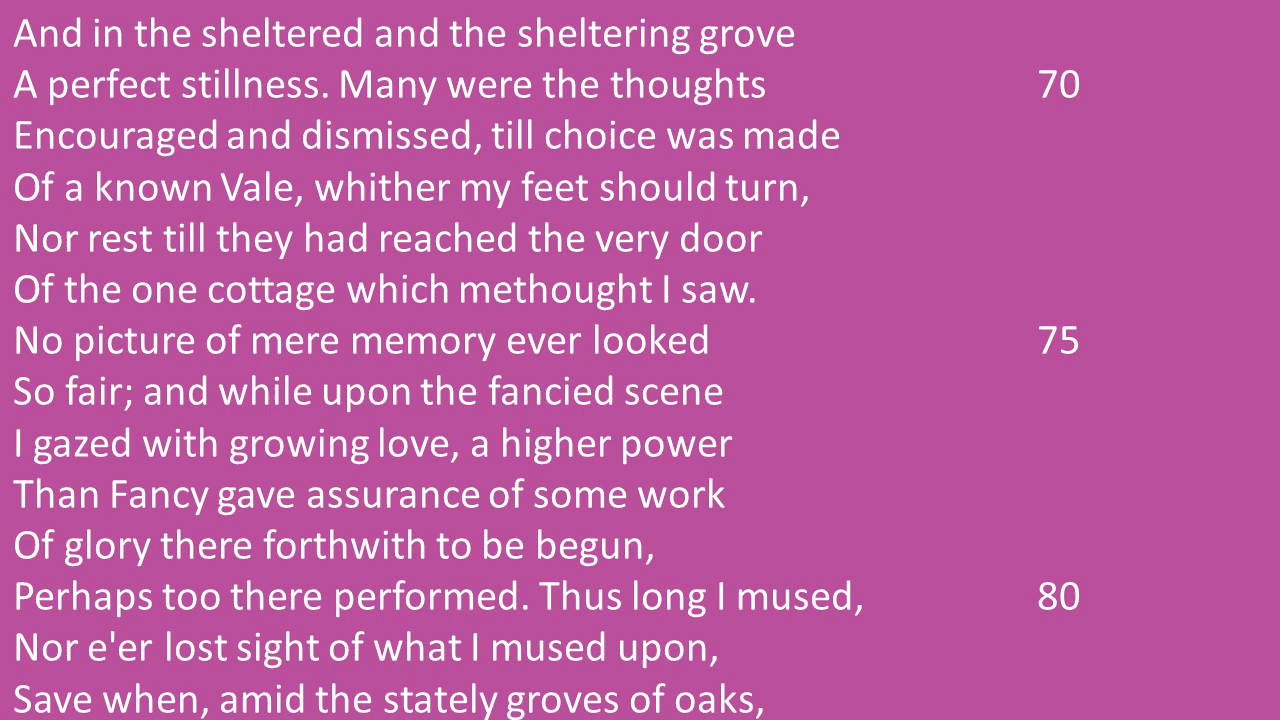 And in the sheltered and the sheltering grove
A perfect stillness. Many were the thoughts 70
Encouraged and dismissed, till choice was made
Of a known Vale, whither my feet should turn,
Nor rest till they had reached the very door
Of the one cottage which methought I saw.
No picture of mere memory ever looked 75
So fair; and while upon the fancied scene
I gazed with growing love, a higher power
Than Fancy gave assurance of some work
Of glory there forthwith to be begun,
Perhaps too there performed. Thus long I mused, 80
Nor e'er lost sight of what I mused upon,
Save when, amid the stately groves of oaks,